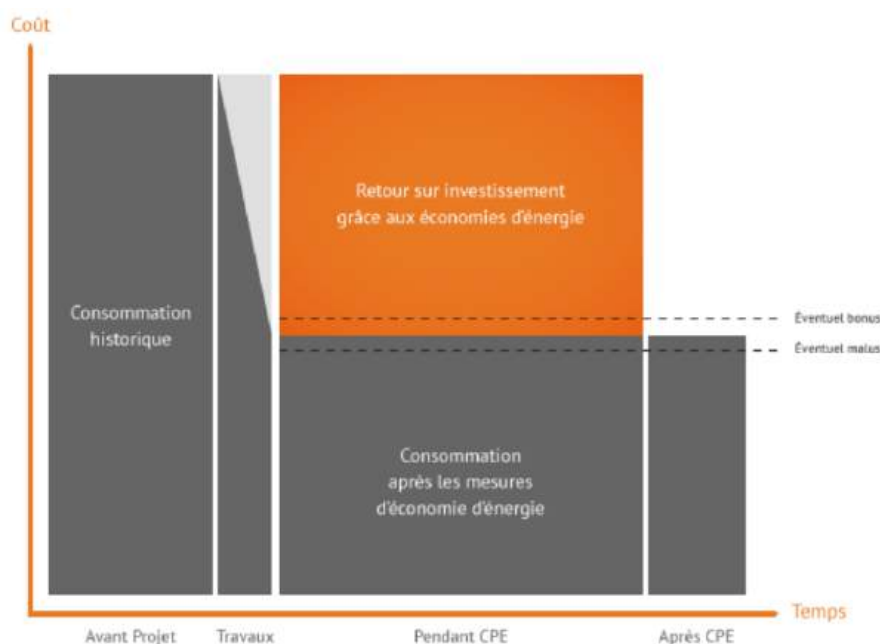 Coût
Retour sur investissement
grâce aux économies d'énergie
Consommation
historique
Éventuel bonus
Éventuel malus
Consommation
après les mesures
d'économie d'énergie
Temps
Avant Projet
Travaux
Pendant CPE
Après CPE